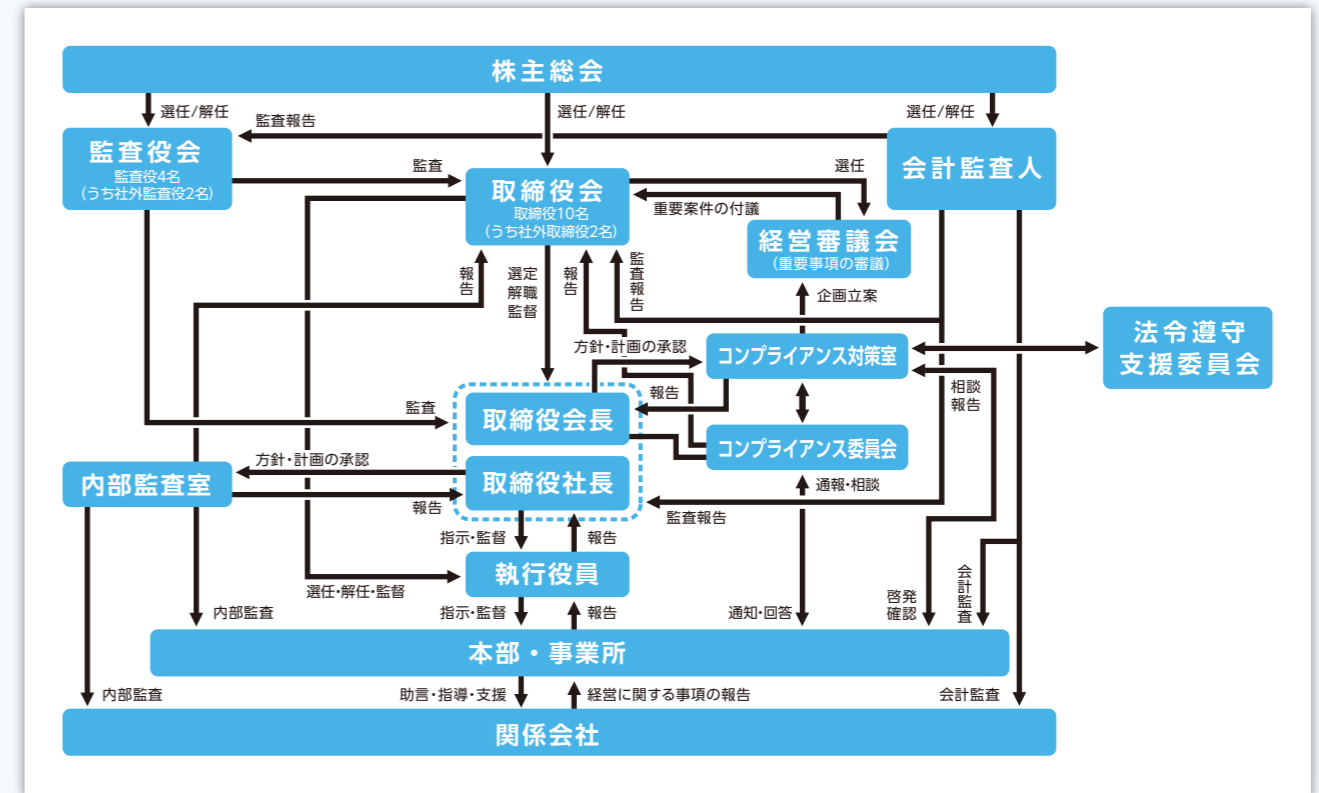 株主総会
選任/解任
選任/解任
選任/解任
監査報告
監査役会
監査役4名
(うち社外監査役2名)
監査
取締役会
取締役10名
(うち社外取締役2名)
選任
重要案件の付議
会計監査人
経営審議会
(重要事項の審議)
報告
選定
解職
監督
報告
監査報告
企画立案
法令遵守
支援委員会
方針・計画の承認
コンプライアンス対策室
報告
相談
報告
監査
取締役会長
コンプライアンス委員会
方針・計画の承認
内部監査室
取締役社長
通報・相談
報告
監査報告
指示・監督
報告
執行役員
選任・解任・監督
会計監査
啓発
確認
内部監査
指示・監督
報告
通知・回答
本部・事業所
内部監査
助言・指導・支援
経営に関する事項の報告
会計監査
関係会社